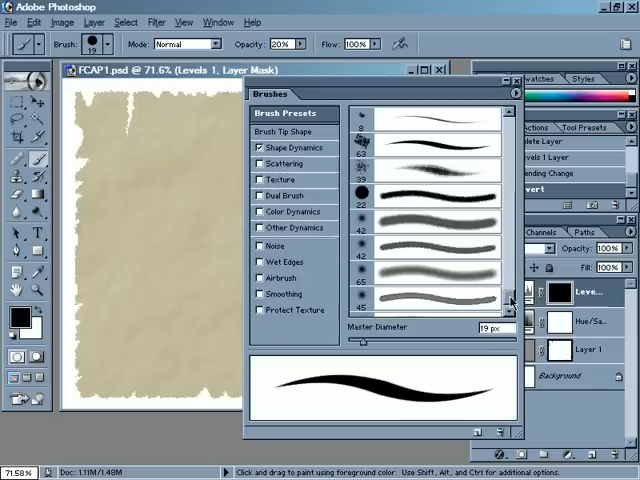 Adobe Photoshop
File Edit Image Layer Select Filter View Window Help
Brush: 19 Mode: Normal Opacity: 20% Flow: 100%
FCAP1.psd @ 71.6% (Levels 1, Layer Mask)
Brushes
Brush Presets
Brush Tip Shape
Shape Dynamics
Scattering
Texture
Dual Brush
Color Dynamics
Other Dynamics
Noise
Wet Edges
Airbrush
Smoothing
Protect Texture
8
63
39
22
42
42
65
45
Master Diameter 19 px
watches Styles
Actions Tool Presets
elete Layer
evels 1 Layer
ending Change
vert
Channels Paths
Opacity: 100%
Fill: 100%
Leve...
Hue/Sa...
Layer 1
Background
71.58% Doc: 1.11M/1.48M Click and drag to paint using foreground color. Use Shift, Alt, and Ctrl for additional options.